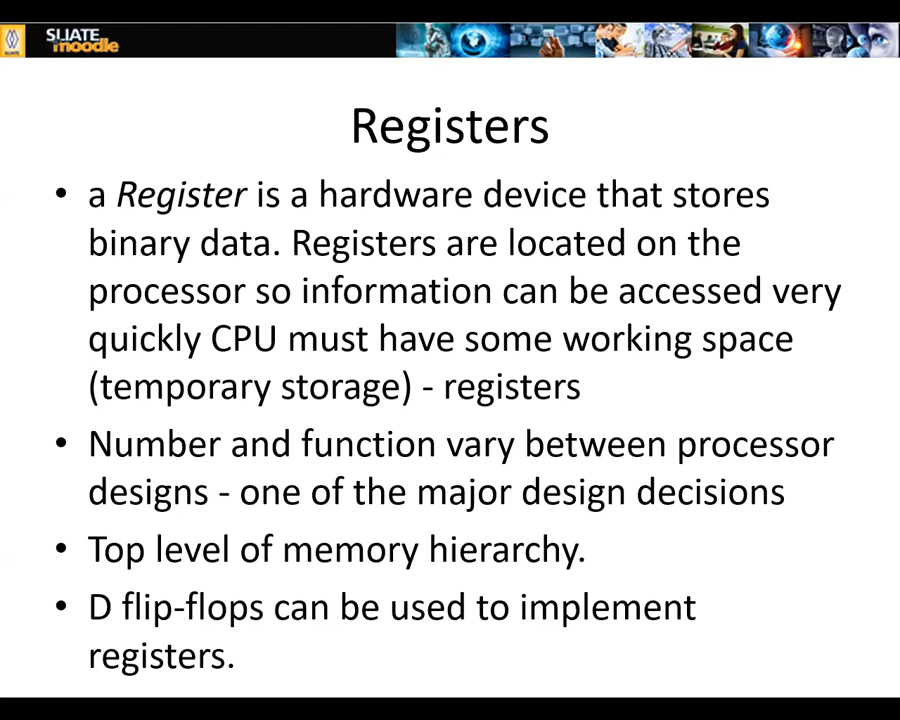 SLIATE
moodle
Registers
• a Register is a hardware device that stores
binary data. Registers are located on the
processor so information can be accessed very
quickly CPU must have some working space
(temporary storage) - registers
• Number and function vary between processor
designs - one of the major design decisions
• Top level of memory hierarchy.
• D flip-flops can be used to implement
registers.